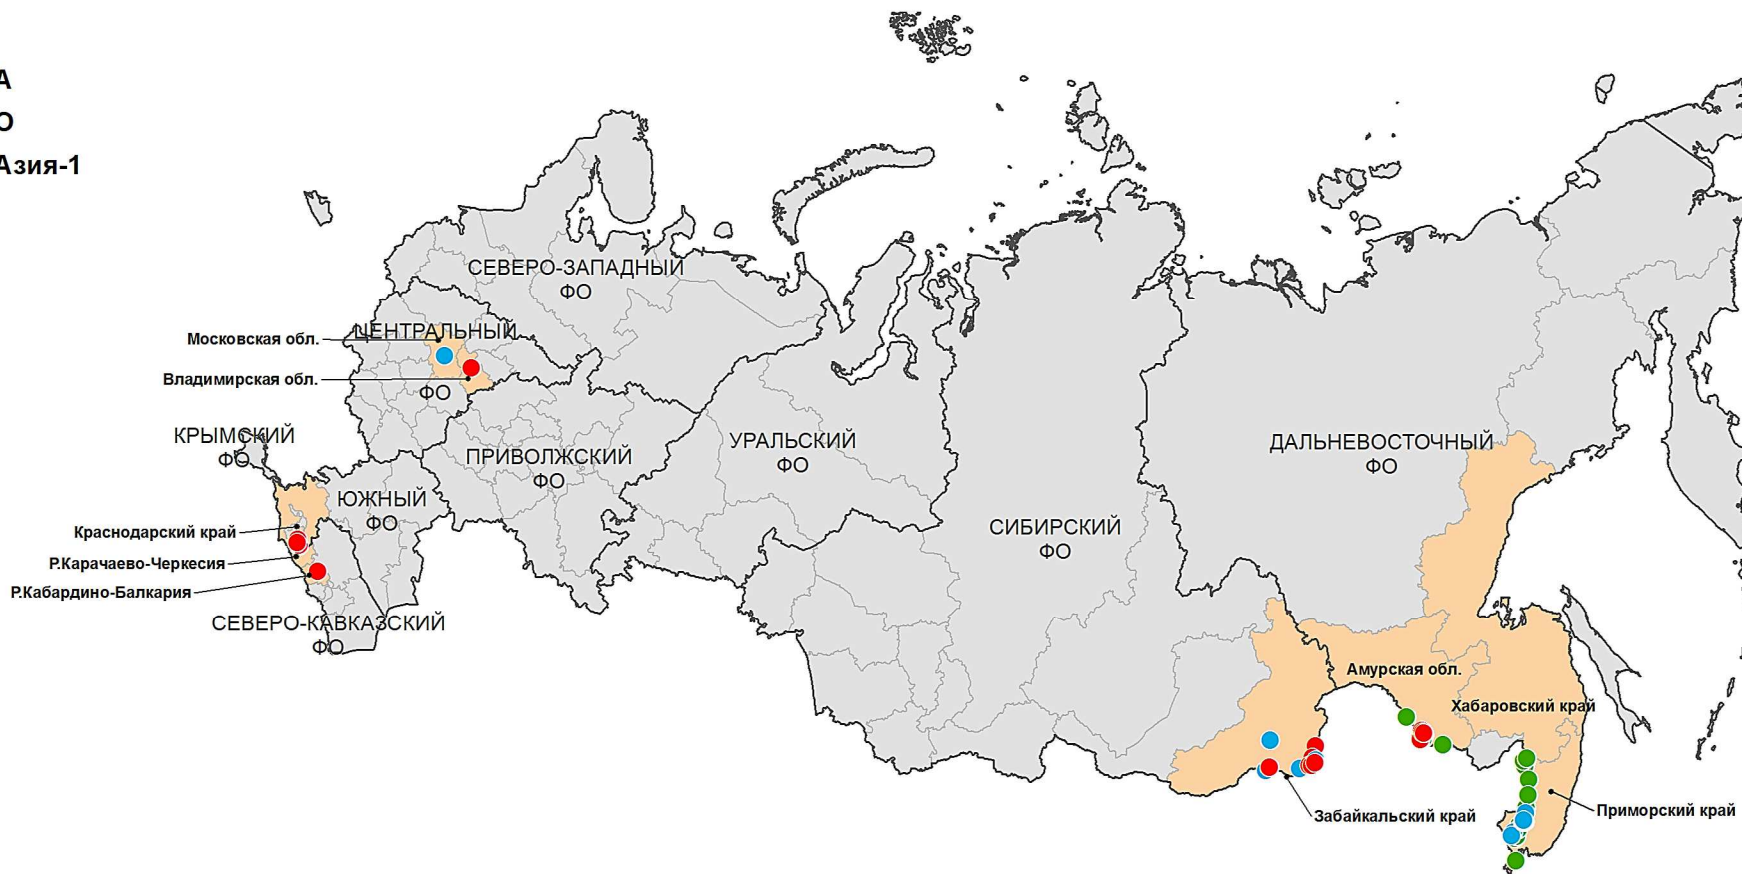 А
О
Азия-1
СЕВЕРО-ЗАПАДНЫЙ
ФО
ЦЕНТРАЛЬНЫЙ
ФО
Московская обл.
Владимирская обл.
КРЫМСКИЙ
ФО
ПРИВОЛЖСКИЙ
ФО
УРАЛЬСКИЙ
ФО
ДАЛЬНЕВОСТОЧНЫЙ
ФО
ЮЖНЫЙ
ФО
СИБИРСКИЙ
ФО
Краснодарский край
Р.Карачаево-Черкесия
Р.Кабардино-Балкария
СЕВЕРО-КАВКАЗСКИЙ
ФО
Амурская обл.
Хабаровский край
Забайкальский край
Приморский край